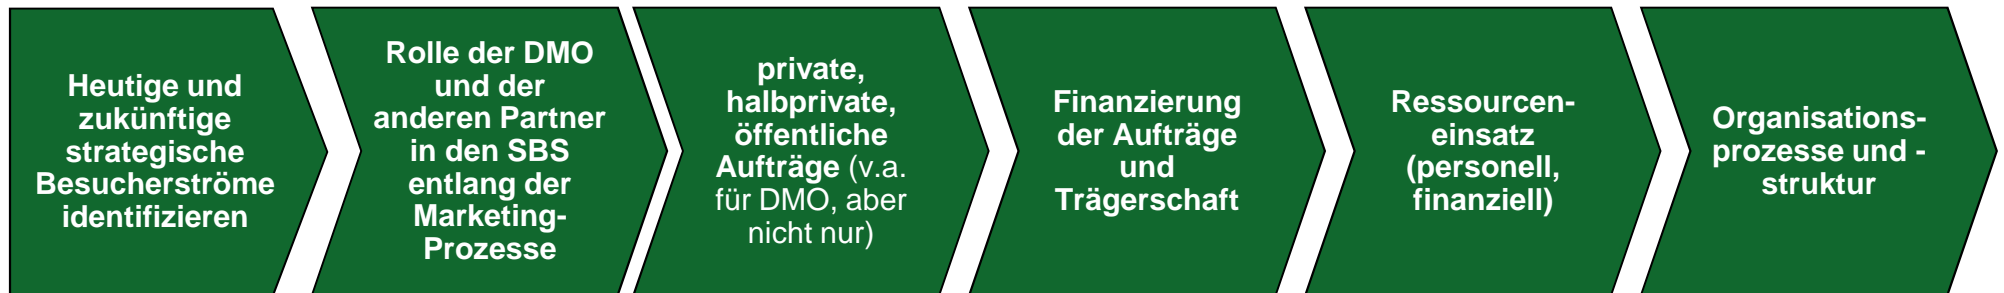 Heutige und
zukünftige
strategische
Besucherströme
identifizieren
Rolle der DMO
und der
anderen Partner
in den SBS
entlang der
Marketing-
Prozesse
private,
halbprivate,
öffentliche
Aufträge (v.a.
für DMO, aber
nicht nur)
Finanzierung
der Aufträge
und
Trägerschaft
Ressourcen-
einsatz
(personell,
finanziell)
Organisations-
prozesse und -
struktur